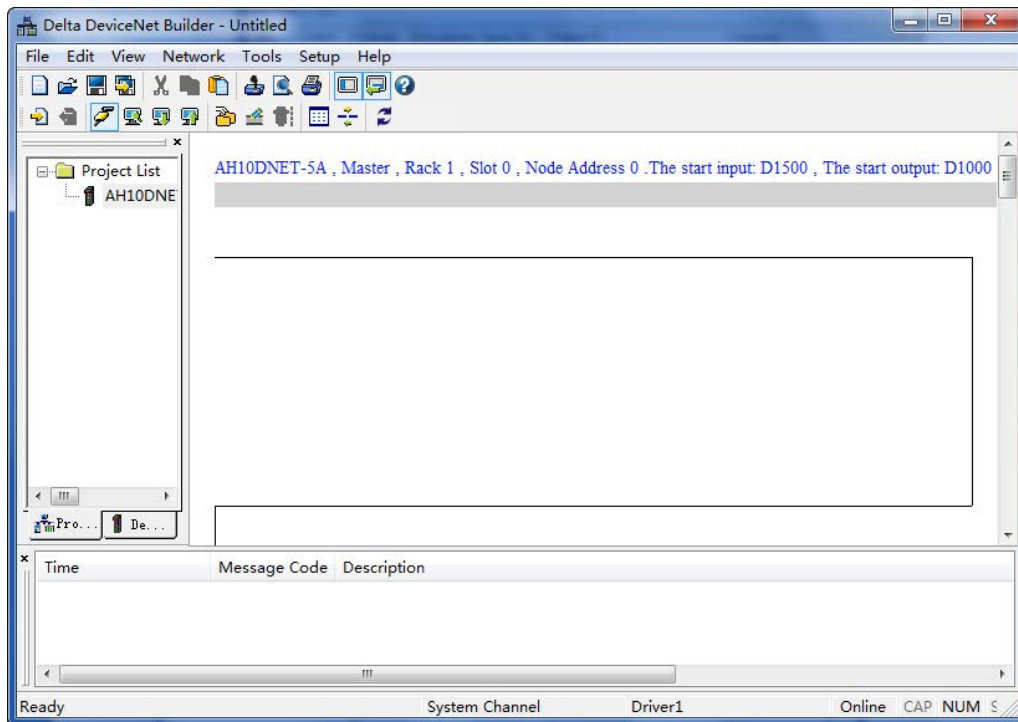 Delta DeviceNet Builder - Untitled
File Edit View Network Tools Setup Help
Project List
AH10DNE
AH10DNET-5A , Master , Rack 1 , Slot 0 , Node Address 0 .The start input: D1500 , The start output: D1000
Pro... De...
Time Message Code Description
Ready System Channel Driver1 Online CAP NUM S